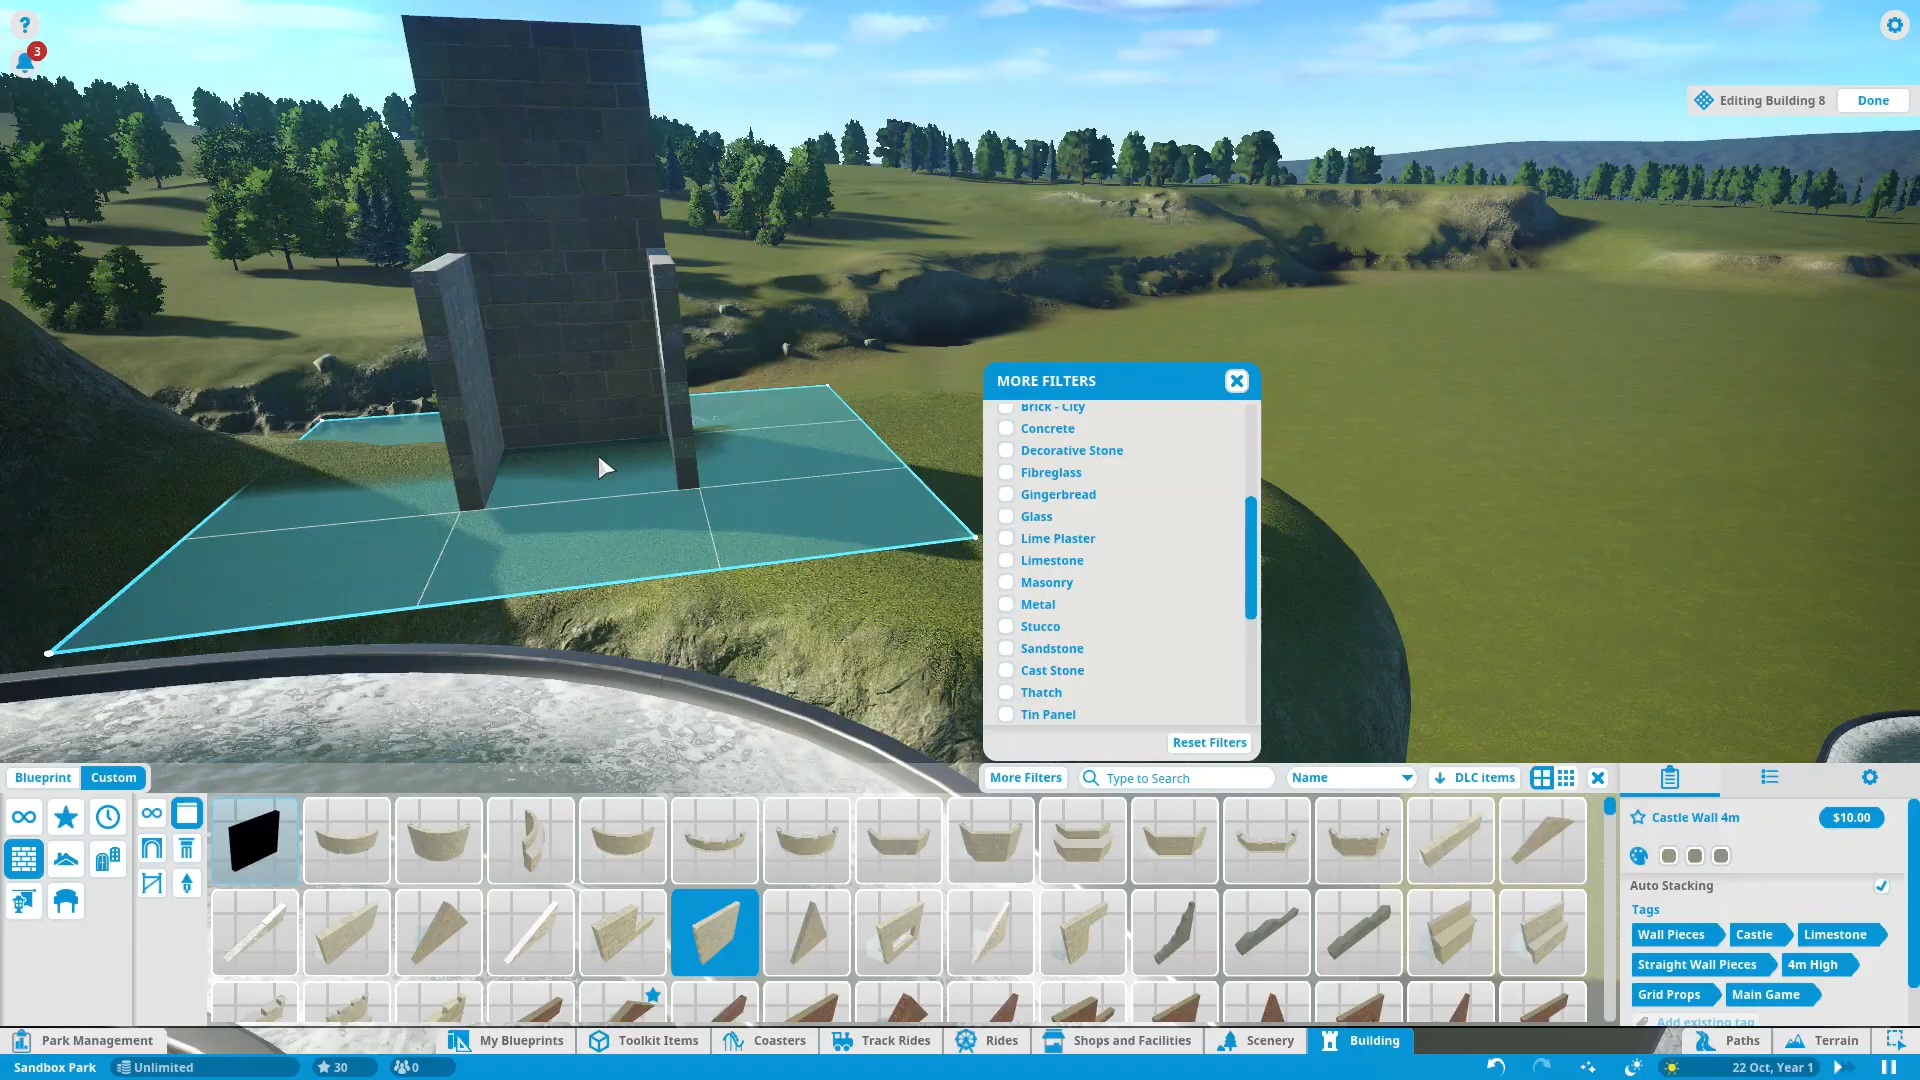 ?
3
Editing Building 8
Done
MORE FILTERS
Brick - City
Concrete
Decorative Stone
Fibreglass
Gingerbread
Glass
Lime Plaster
Limestone
Masonry
Metal
Stucco
Sandstone
Cast Stone
Thatch
Tin Panel
Reset Filters
Blueprint
Custom
More Filters
Type to Search
Name
DLC items
Castle Wall 4m
$10.00
Auto Stacking
Tags
Wall Pieces
Castle
Limestone
Straight Wall Pieces
4m High
Grid Props
Main Game
Add existing tag
Park Management
My Blueprints
Toolkit Items
Coasters
Track Rides
Rides
Shops and Facilities
Scenery
Building
Paths
Terrain
Sandbox Park
Unlimited
30
0
22 Oct, Year 1